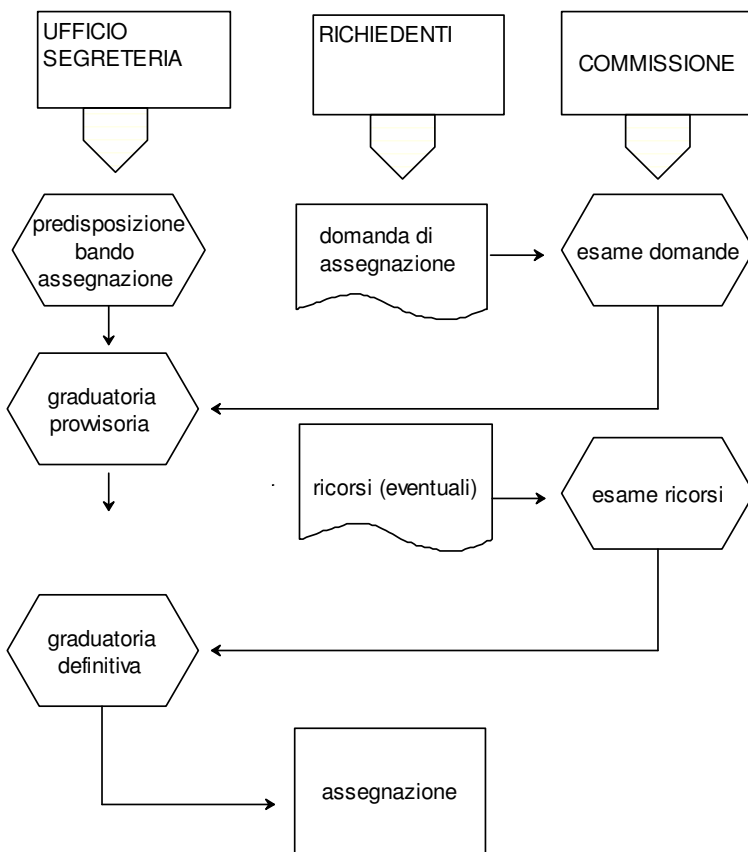 UFFICIO
SEGRETERIA
RICHIEDENTI
COMMISSIONE
predisposizione
bando
assegnazione
domanda di
assegnazione
esame domande
graduatoria
provvisoria
ricorsi (eventuali)
esame ricorsi
graduatoria
definitiva
assegnazione